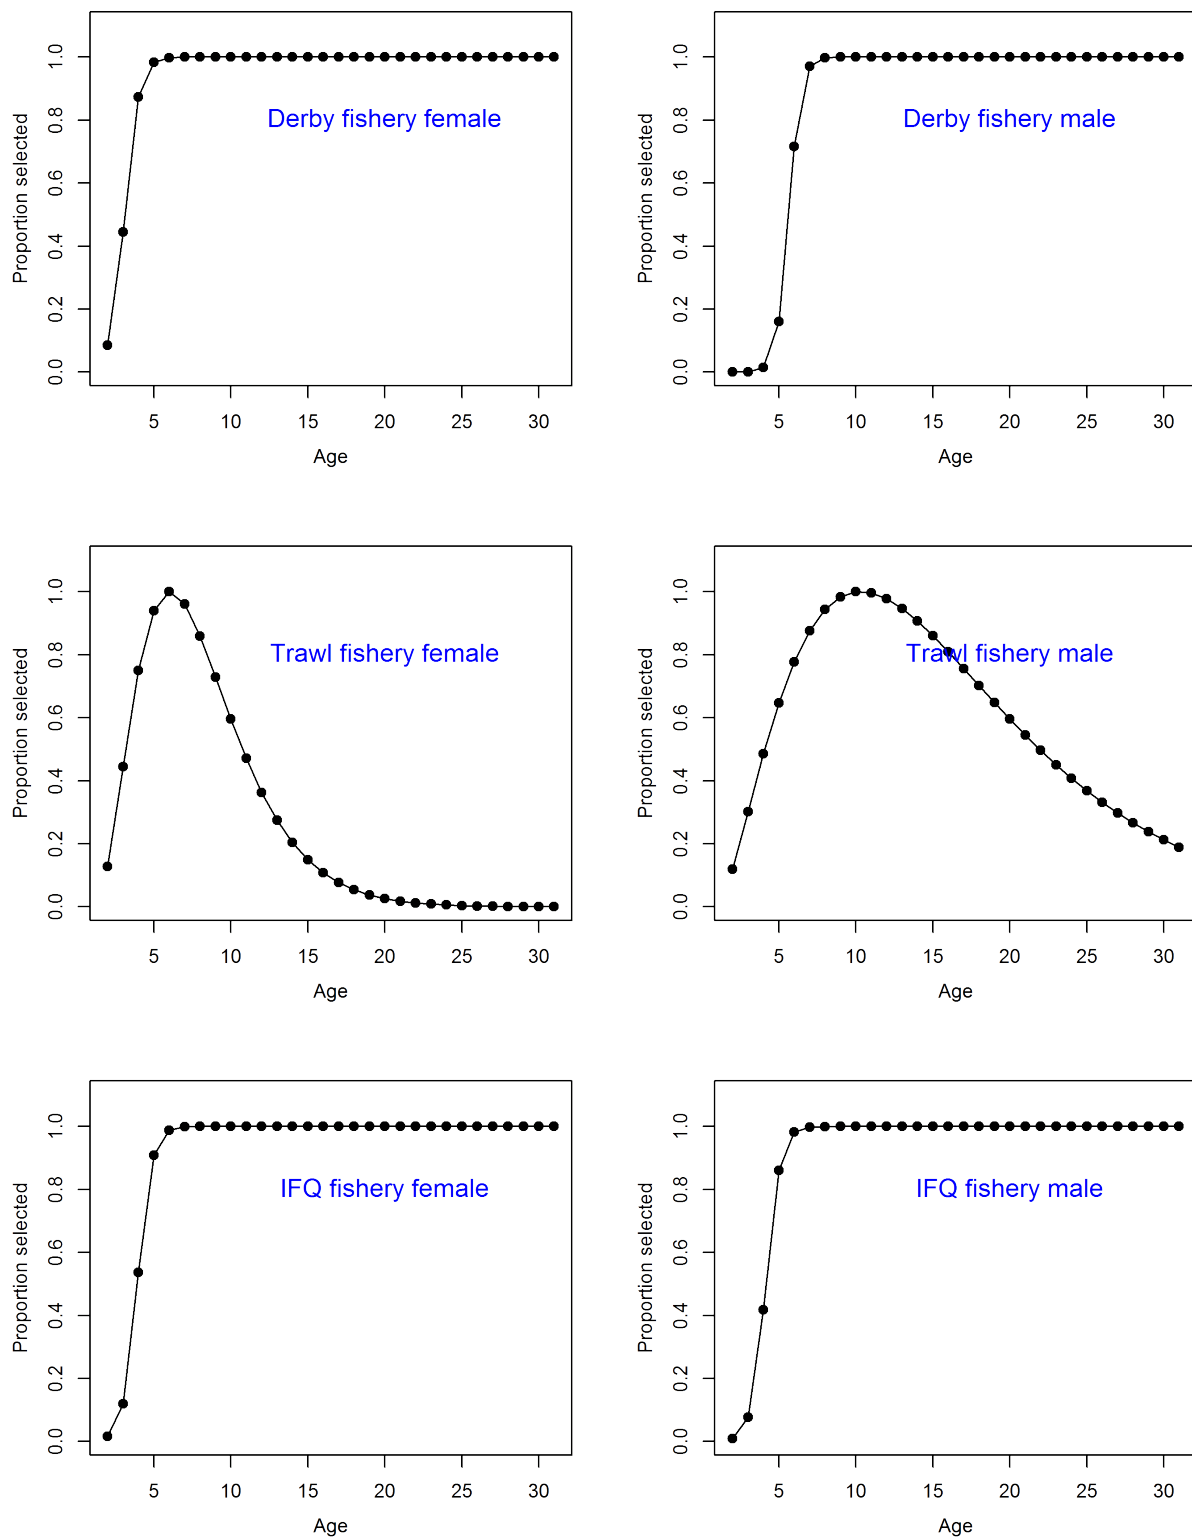 Proportion selected
1.0
0.8
0.6
0.4
0.2
0.0
Derby fishery female
5 10 15 20 25 30
Age
Proportion selected
1.0
0.8
0.6
0.4
0.2
0.0
Derby fishery male
5 10 15 20 25 30
Age
Proportion selected
1.0
0.8
0.6
0.4
0.2
0.0
Trawl fishery female
5 10 15 20 25 30
Age
Proportion selected
1.0
0.8
0.6
0.4
0.2
0.0
Trawl fishery male
5 10 15 20 25 30
Age
Proportion selected
1.0
0.8
0.6
0.4
0.2
0.0
IFQ fishery female
5 10 15 20 25 30
Age
Proportion selected
1.0
0.8
0.6
0.4
0.2
0.0
IFQ fishery male
5 10 15 20 25 30
Age